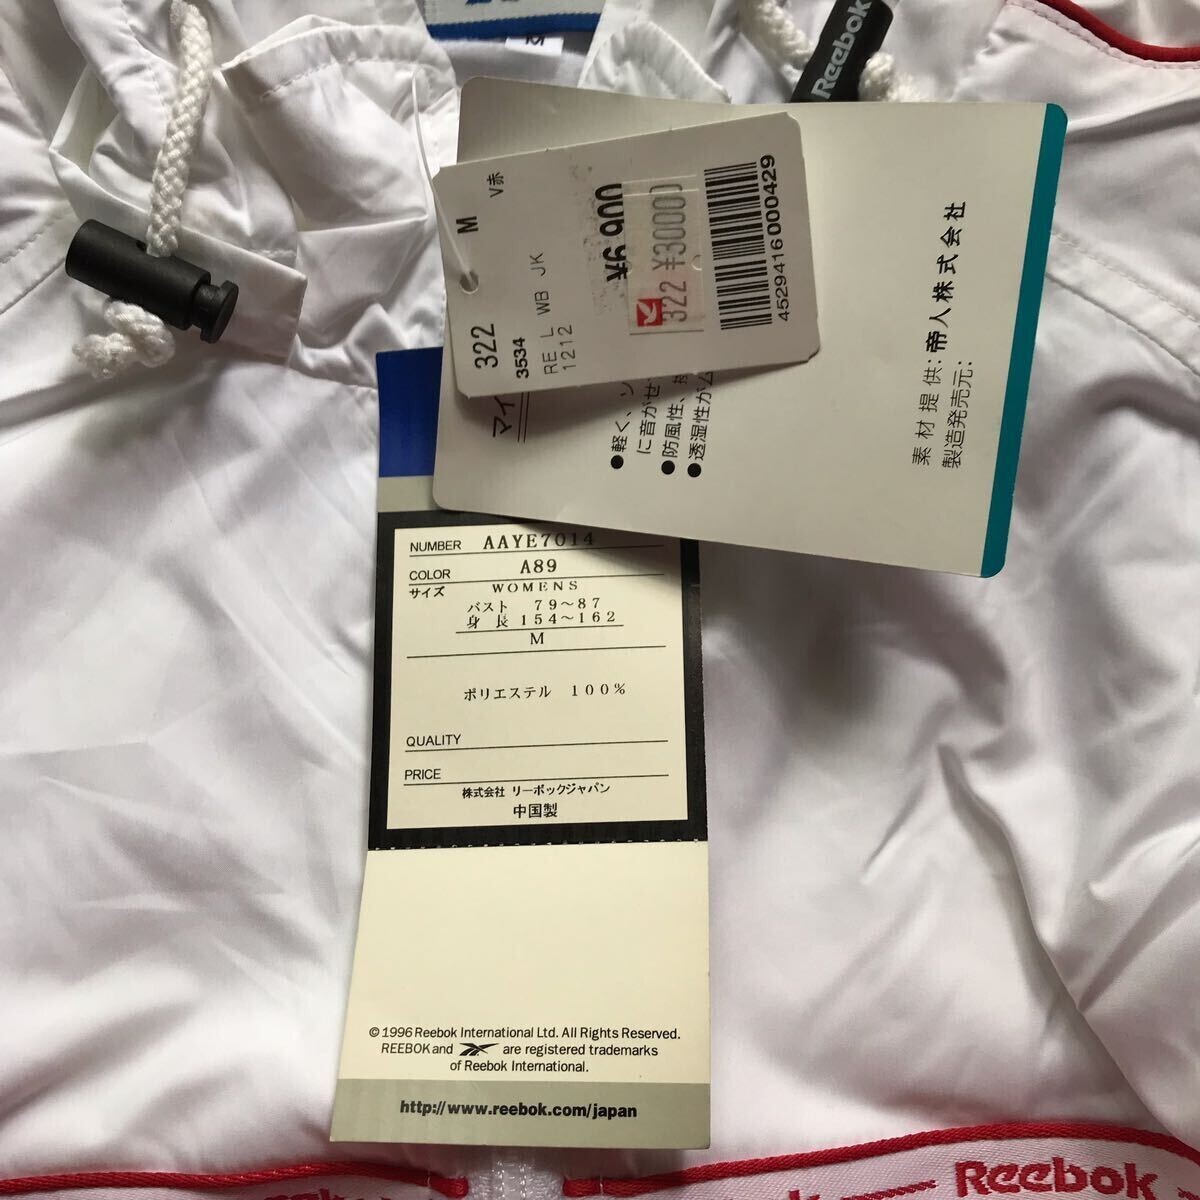 M
Reebok
322 M V赤
3534
RE L WB JK
1212
¥6,900
322 ¥3000
4529416000429
マイ
●軽く、ソ
に音がせ
●防風性、撥
●透湿性がム
素材提供:帝人株式会社
製造発売元:
NUMBER AAYE7014
COLOR A89
サイズ WOMENS
バスト 79~87
身長 154~162
M
ポリエステル 100%
QUALITY
PRICE
株式会社 リーボックジャパン
中国製
© 1996 Reebok International Ltd. All Rights Reserved.
REEBOK and are registered trademarks
of Reebok International.
http://www.reebok.com/japan
Reebok
Reebok